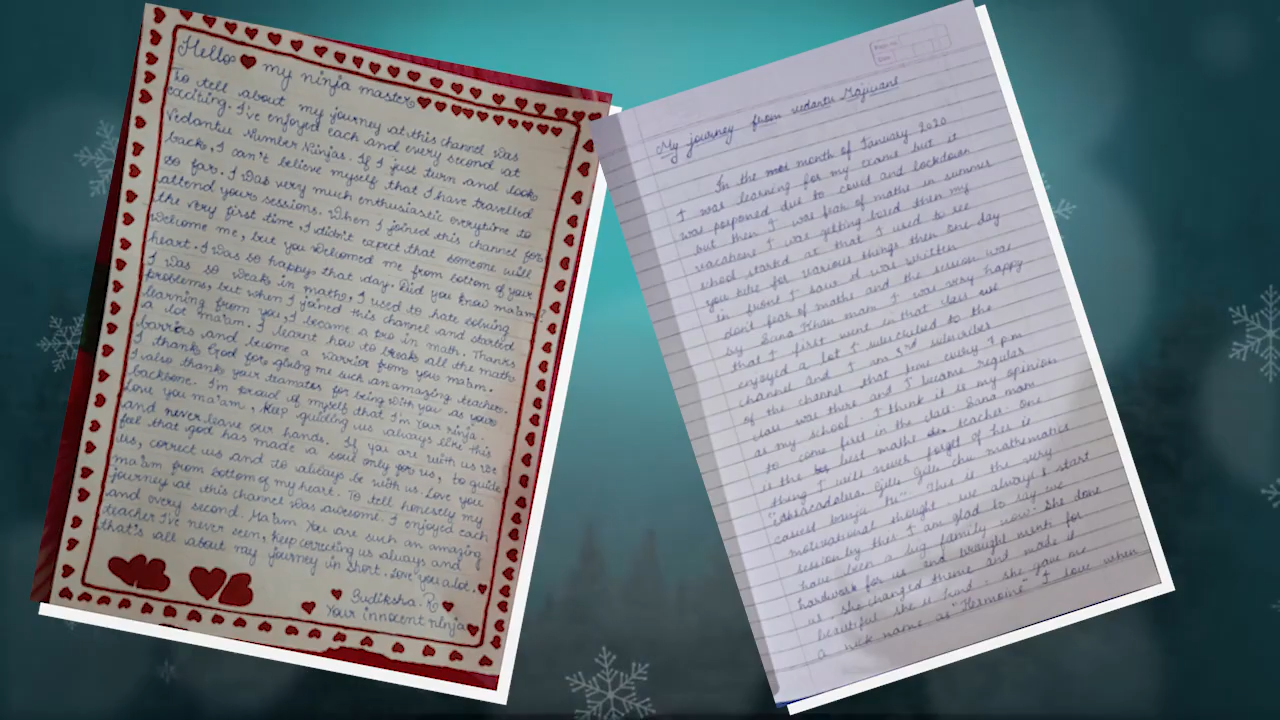 Hello my ninja master
To tell about my journey at this channel was
exciting. I've enjoyed each and every second at
Vedantu Number Ninjas. If I just turn and look
back, I can't believe myself that I have travelled
so far. I was very much enthusiastic everytime to
attend your sessions. When I joined this channel for
the very first time, I didn't expect that someone will
welcome me, but you welcomed me from bottom of your
heart. I was so happy that day. Did you know ma'am?
I was so weak in maths, I used to hate solving
problems, but when I joined this channel and started
learning from you, I became a pro in math. Thanks
a lot ma'am. I learnt how to break all the math
barriers and become a warrior from you ma'am.
I thank God for giving me such an amazing teacher.
I also thank your teamates for being with you as your
backbone. I'm proud of myself that I'm your ninja.
love you ma'am, keep guiding us always like this
and never leave our hands. If you are with us we
feel that god has made a soul only for us, to guide
us, correct us and to always be with us. Love you
ma'am from bottom of my heart. To tell honestly my
journey at this channel was awesome. I enjoyed each
and every second. Ma'am You are such an amazing
teacher I've never seen, keep correcting us always and
that's all about my journey in short. Love you a lot.
Sudiksha. R
Your innocent ninja
Page no
Date
My journey from vedantu Majuvani
In the month of January 2020
I was learning for my exams but it
was posponed due to covid and lockdown
but then I was fear of maths in summer
vacations I was getting bored then my
school started at that I used to see
you tube for various things then one day
in front I saw it was written
don't fear of maths and the session was
by Sana Khan mam I was very happy
that I first went in that class
enjoyed a lot I subscribed to the
channel and I am 3rd subscriber
of the channel that time every 7 pm
class was there and I became regular
as my school. I think it is my opinion
to come first in the class. Sana mam
is the best maths teacher. One
thing I will never forget of her is
"abracadabra Gilli Gilli chu mathematic
careist This is the very
motivational thought we always start
session by this. I am glad to say we
have been a big family now. She done
hardwork for us and brought merits for
us. She changed theme and made it
beautiful she is kind. she gave me
a nick name as "Hermoine" I love when